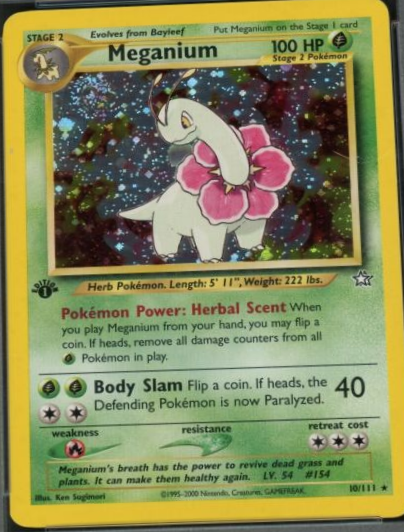 STAGE 2 Evolves from Bayleef Put Meganium on the Stage 1 card
Meganium 100 HP
Stage 2 Pokémon
Herb Pokémon. Length: 5' 11", Weight: 222 lbs.
EDITION
1
Pokémon Power: Herbal Scent When
you play Meganium from your hand, you may flip a
coin. If heads, remove all damage counters from all
Pokémon in play.
Body Slam Flip a coin. If heads, the 40
Defending Pokémon is now Paralyzed.
weakness resistance retreat cost
Meganium's breath has the power to revive dead grass and
plants. It can make them healthy again. LV. 54 #154
Illus. Ken Sugimori ©1995-2000 Nintendo, Creatures, GAMEFREAK. 10/111 ★